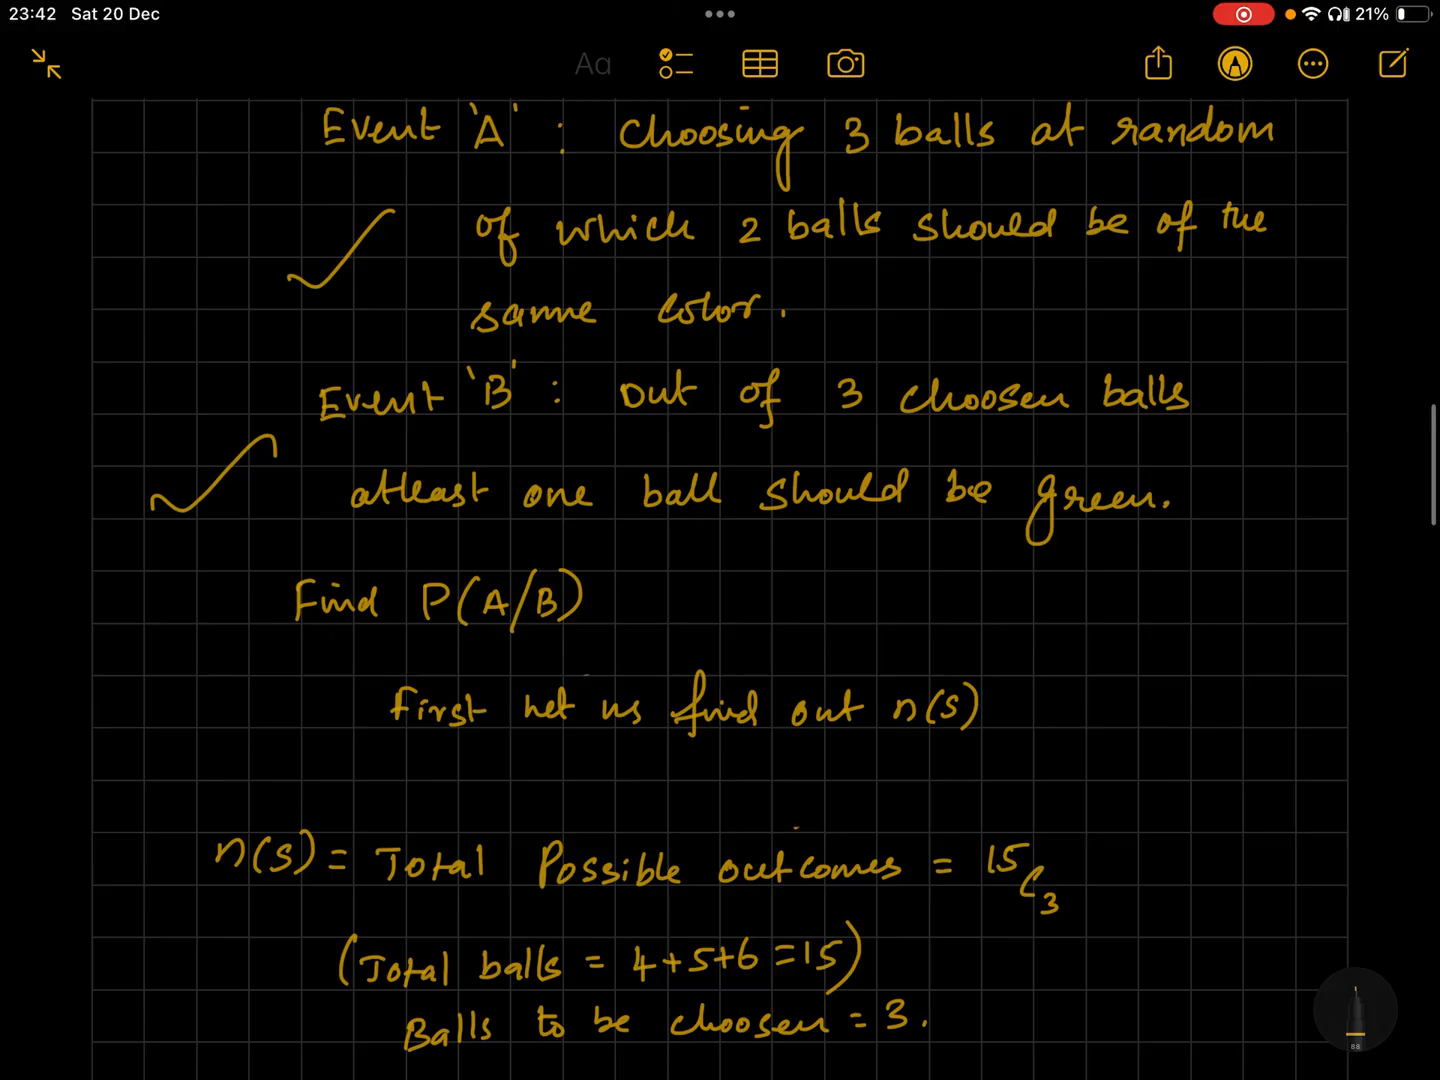 23:42 Sat 20 Dec
21%
Aa
Event 'A' : Choosing 3 balls at random
of which 2 balls should be of the
same color.
Event 'B' : Out of 3 choosen balls
atleast one ball should be green.
Find P(A/B)
First let us find out n(s)
n(s) = Total Possible outcomes = 15C3
(Total balls = 4+5+6 =15)
Balls to be choosen = 3.
88